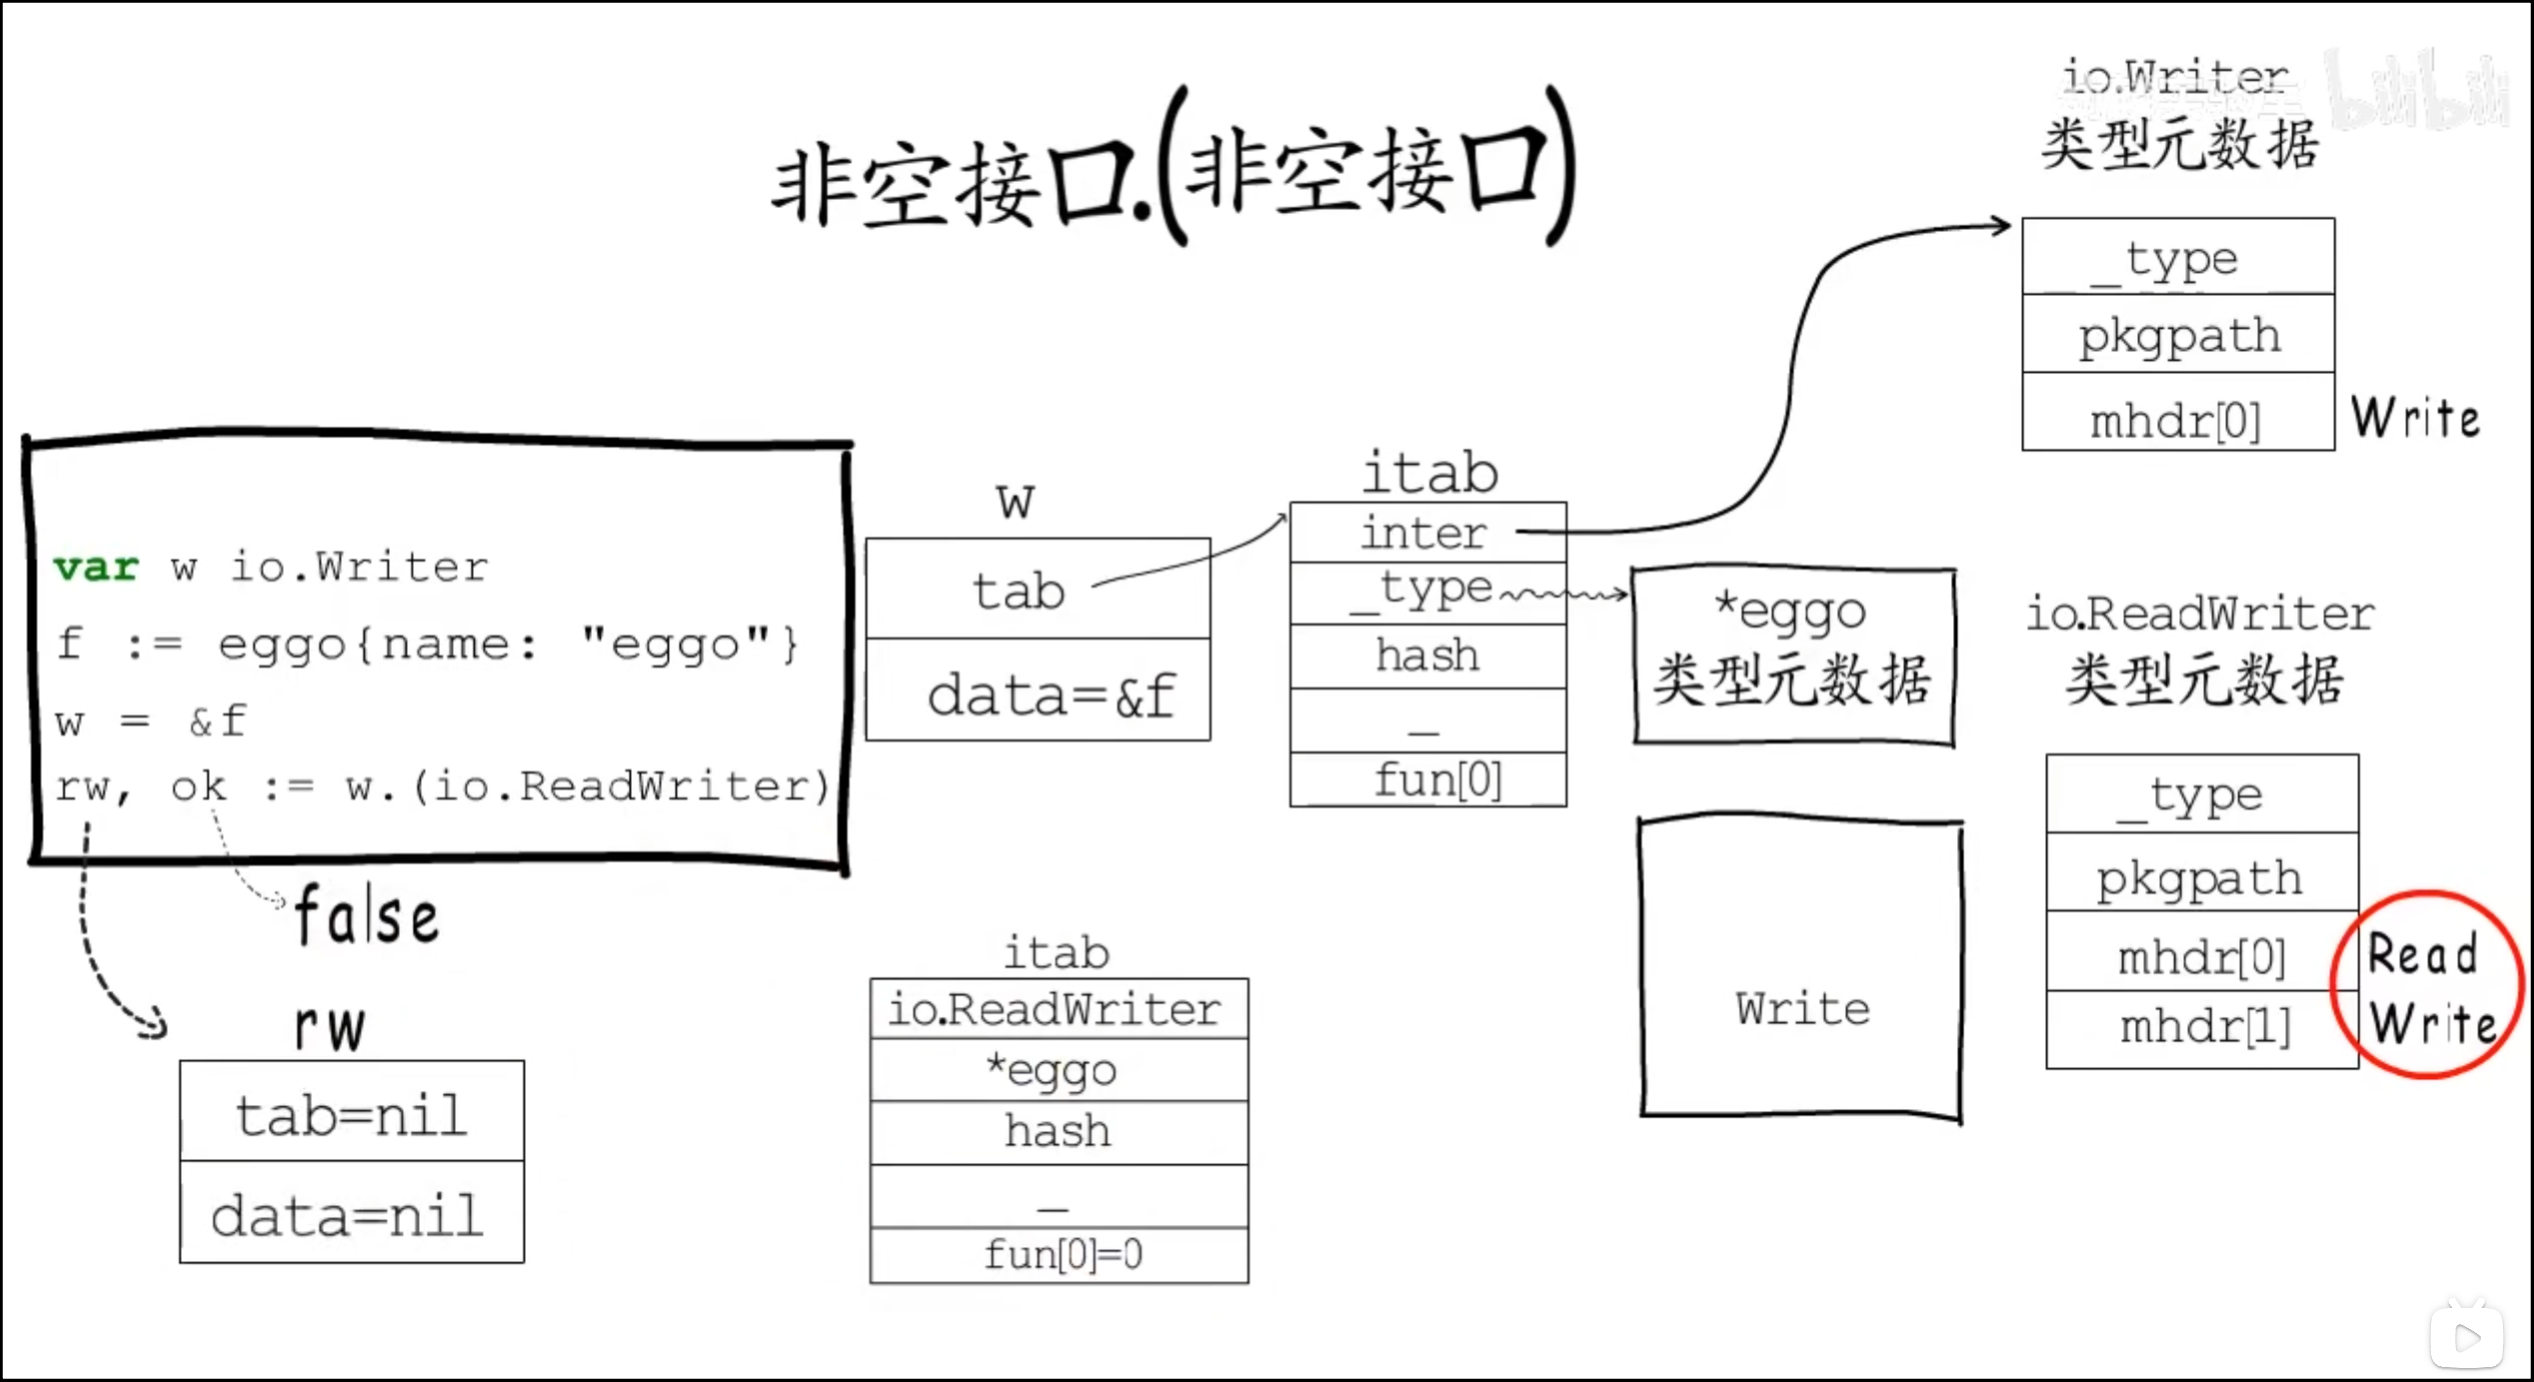 非空接口.(非空接口)
io.Writer
类型元数据
bilibili
_type
pkgpath
mhdr[0] Write
var w io.Writer
f := eggo{name: "eggo"}
w = &f
rw, ok := w.(io.ReadWriter)
false
rw
tab=nil
data=nil
w
tab
data=&f
itab
inter
_type
hash
_
fun[0]
itab
io.ReadWriter
*eggo
hash
_
fun[0]=0
*eggo
类型元数据
Write
io.ReadWriter
类型元数据
_type
pkgpath
mhdr[0] Read
mhdr[1] Write